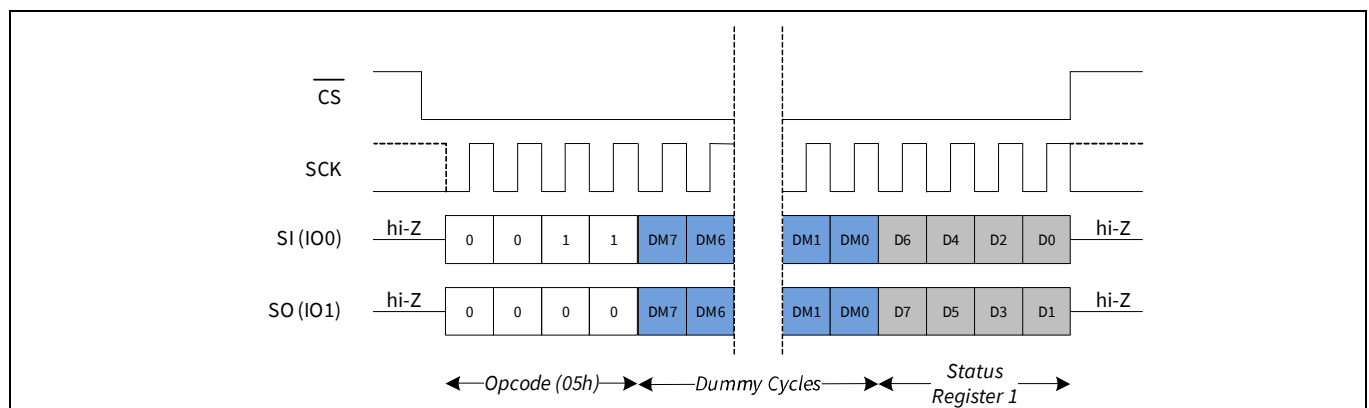 CS
SCK
SI (IO0) hi-Z 0 0 1 1 DM7 DM6 DM1 DM0 D6 D4 D2 D0 hi-Z
SO (IO1) hi-Z 0 0 0 0 DM7 DM6 DM1 DM0 D7 D5 D3 D1 hi-Z
Opcode (05h) Dummy Cycles Status
Register 1